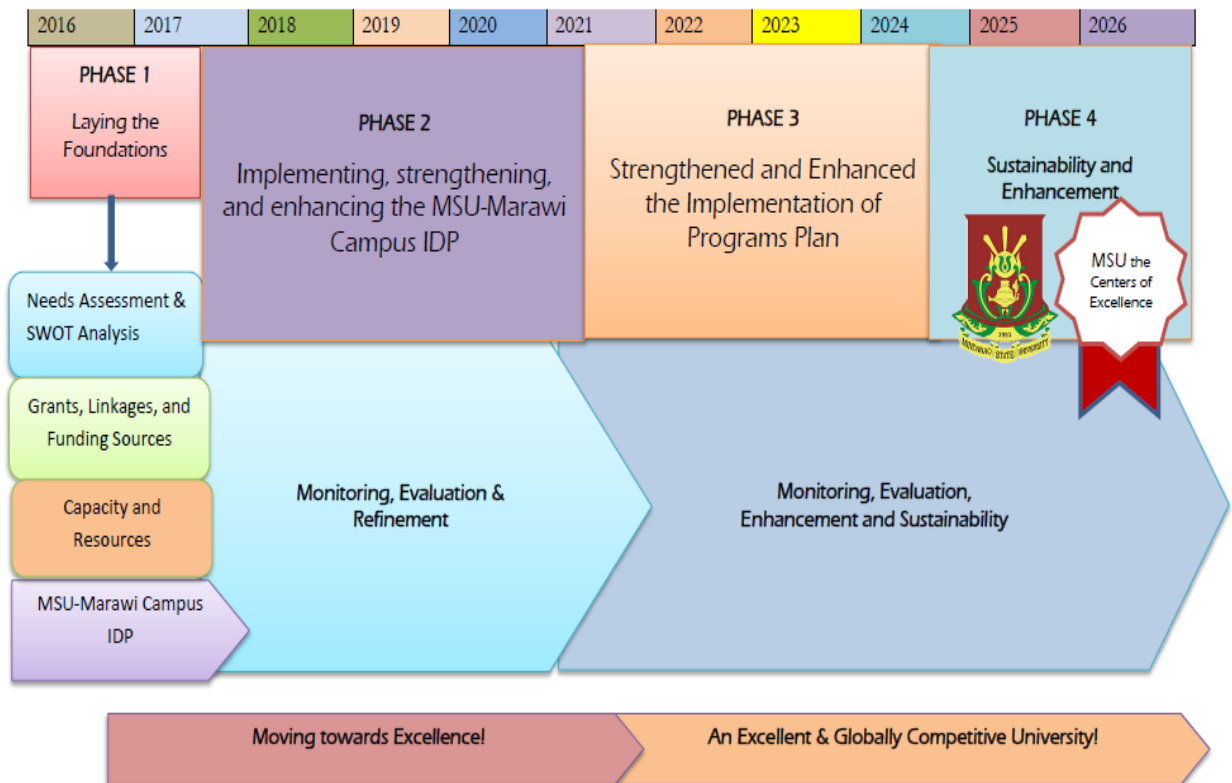 2016 2017 2018 2019 2020 2021 2022 2023 2024 2025 2026
PHASE 1
Laying the
Foundations
PHASE 2
Implementing, strengthening,
and enhancing the MSU-Marawi
Campus IDP
PHASE 3
Strengthened and Enhanced
the Implementation of
Programs Plan
PHASE 4
Sustainability and
Enhancement
1961
MINDANAO STATE UNIVERSITY
MSU the
Centers of
Excellence
Needs Assessment &
SWOT Analysis
Grants, Linkages, and
Funding Sources
Capacity and
Resources
MSU-Marawi Campus
IDP
Monitoring, Evaluation &
Refinement
Monitoring, Evaluation,
Enhancement and Sustainability
Moving towards Excellence!
An Excellent & Globally Competitive University!